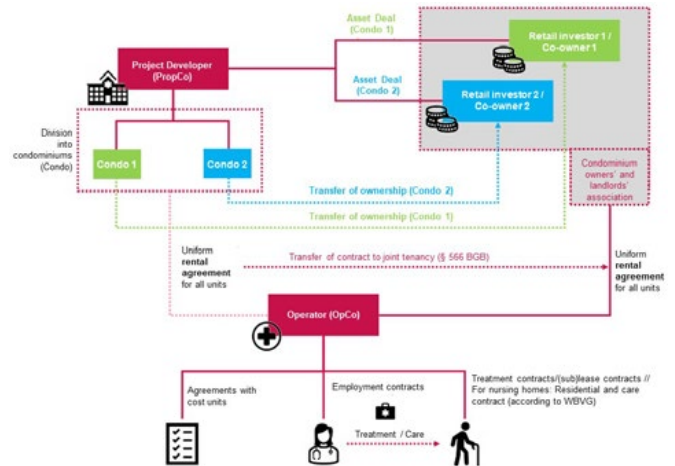 Asset Deal
(Condo 1)
Retail investor 1 /
Co-owner 1
Project Developer
(PropCo)
Asset Deal
(Condo 2)
Retail investor 2 /
Co-owner 2
Division
into
condominiums
(Condo)
Condo 1
Condo 2
Condominium
owners' and
landlords'
association
Transfer of ownership (Condo 2)
Transfer of ownership (Condo 1)
Uniform
rental
agreement
for all units
Transfer of contract to joint tenancy (§ 566 BGB)
Uniform
rental
agreement
for all units
Operator (OpCo)
Agreements with
cost units
Employment contracts
Treatment contracts/(sub)lease contracts //
For nursing homes: Residential and care
contract (according to WBVG)
Treatment / Care